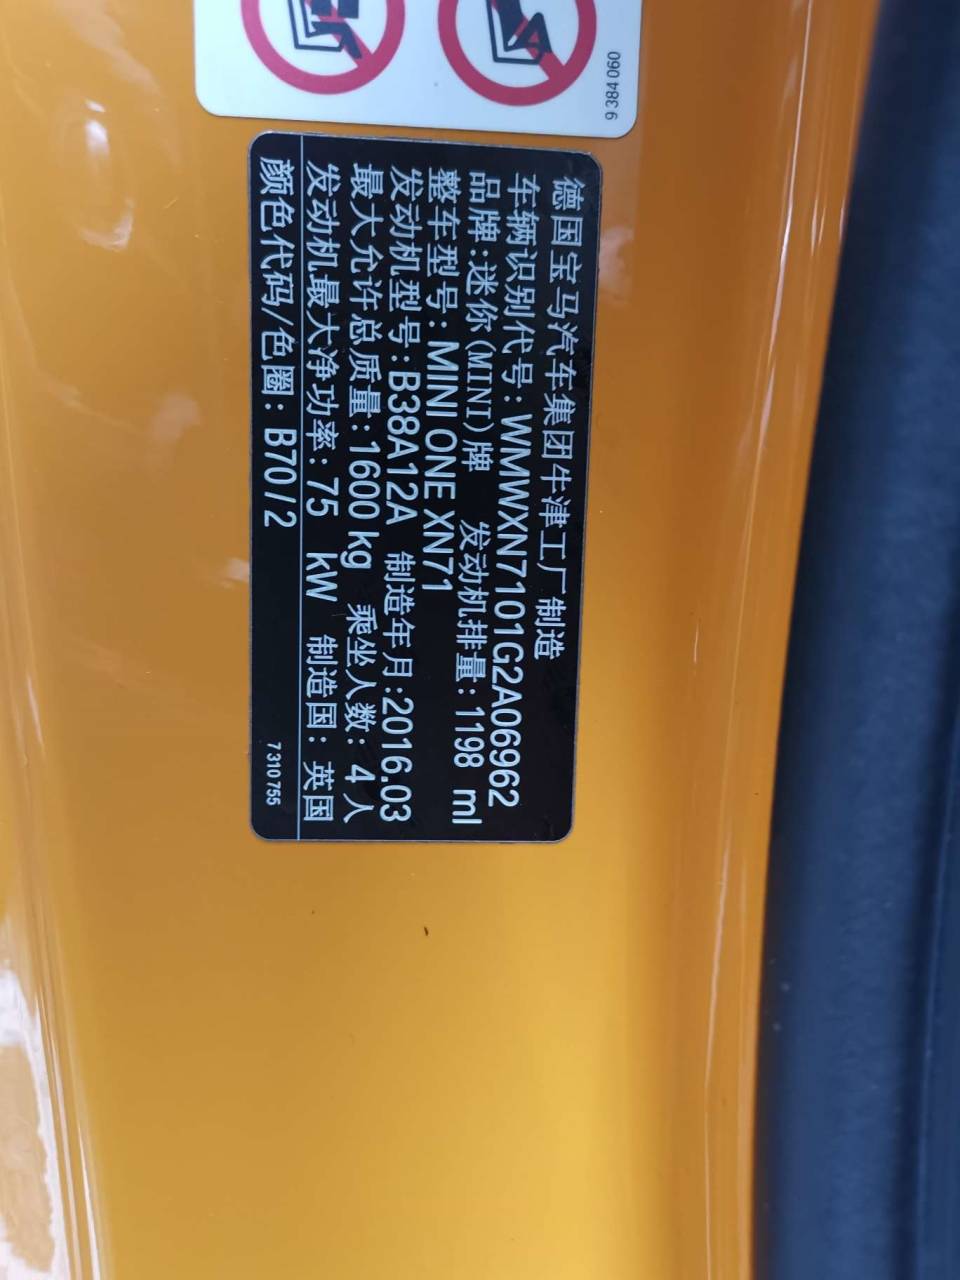 9 384 060
德国宝马汽车集团牛津工厂制造
车辆识别代号: WMWXN7101G2A06962
品牌:迷你(MINI)牌 发动机排量: 1198 ml
整车型号: MINI ONE XN71
发动机型号: B38A12A 制造年月:2016.03
最大允许总质量: 1600 kg 乘坐人数: 4 人
发动机最大净功率: 75 kW 制造国: 英国
颜色代码/色圈: B70/2
7 310 755